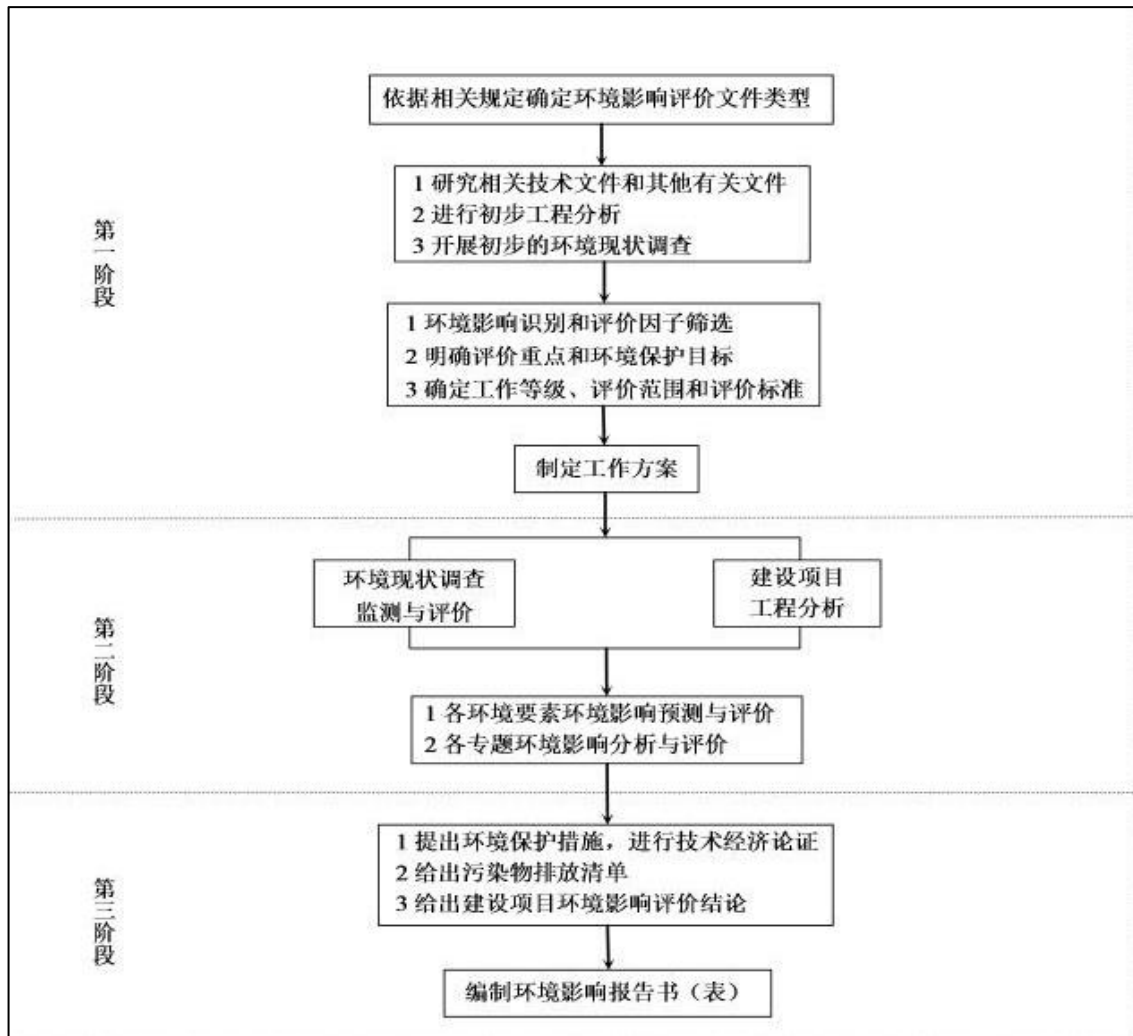 依据相关规定确定环境影响评价文件类型
1 研究相关技术文件和其他有关文件
2 进行初步工程分析
3 开展初步的环境现状调查
第一阶段
1 环境影响识别和评价因子筛选
2 明确评价重点和环境保护目标
3 确定工作等级、评价范围和评价标准
制定工作方案
环境现状调查
监测与评价
建设项目
工程分析
第二阶段
1 各环境要素环境影响预测与评价
2 各专题环境影响分析与评价
1 提出环境保护措施，进行技术经济论证
2 给出污染物排放清单
3 给出建设项目环境影响评价结论
第三阶段
编制环境影响报告书（表）